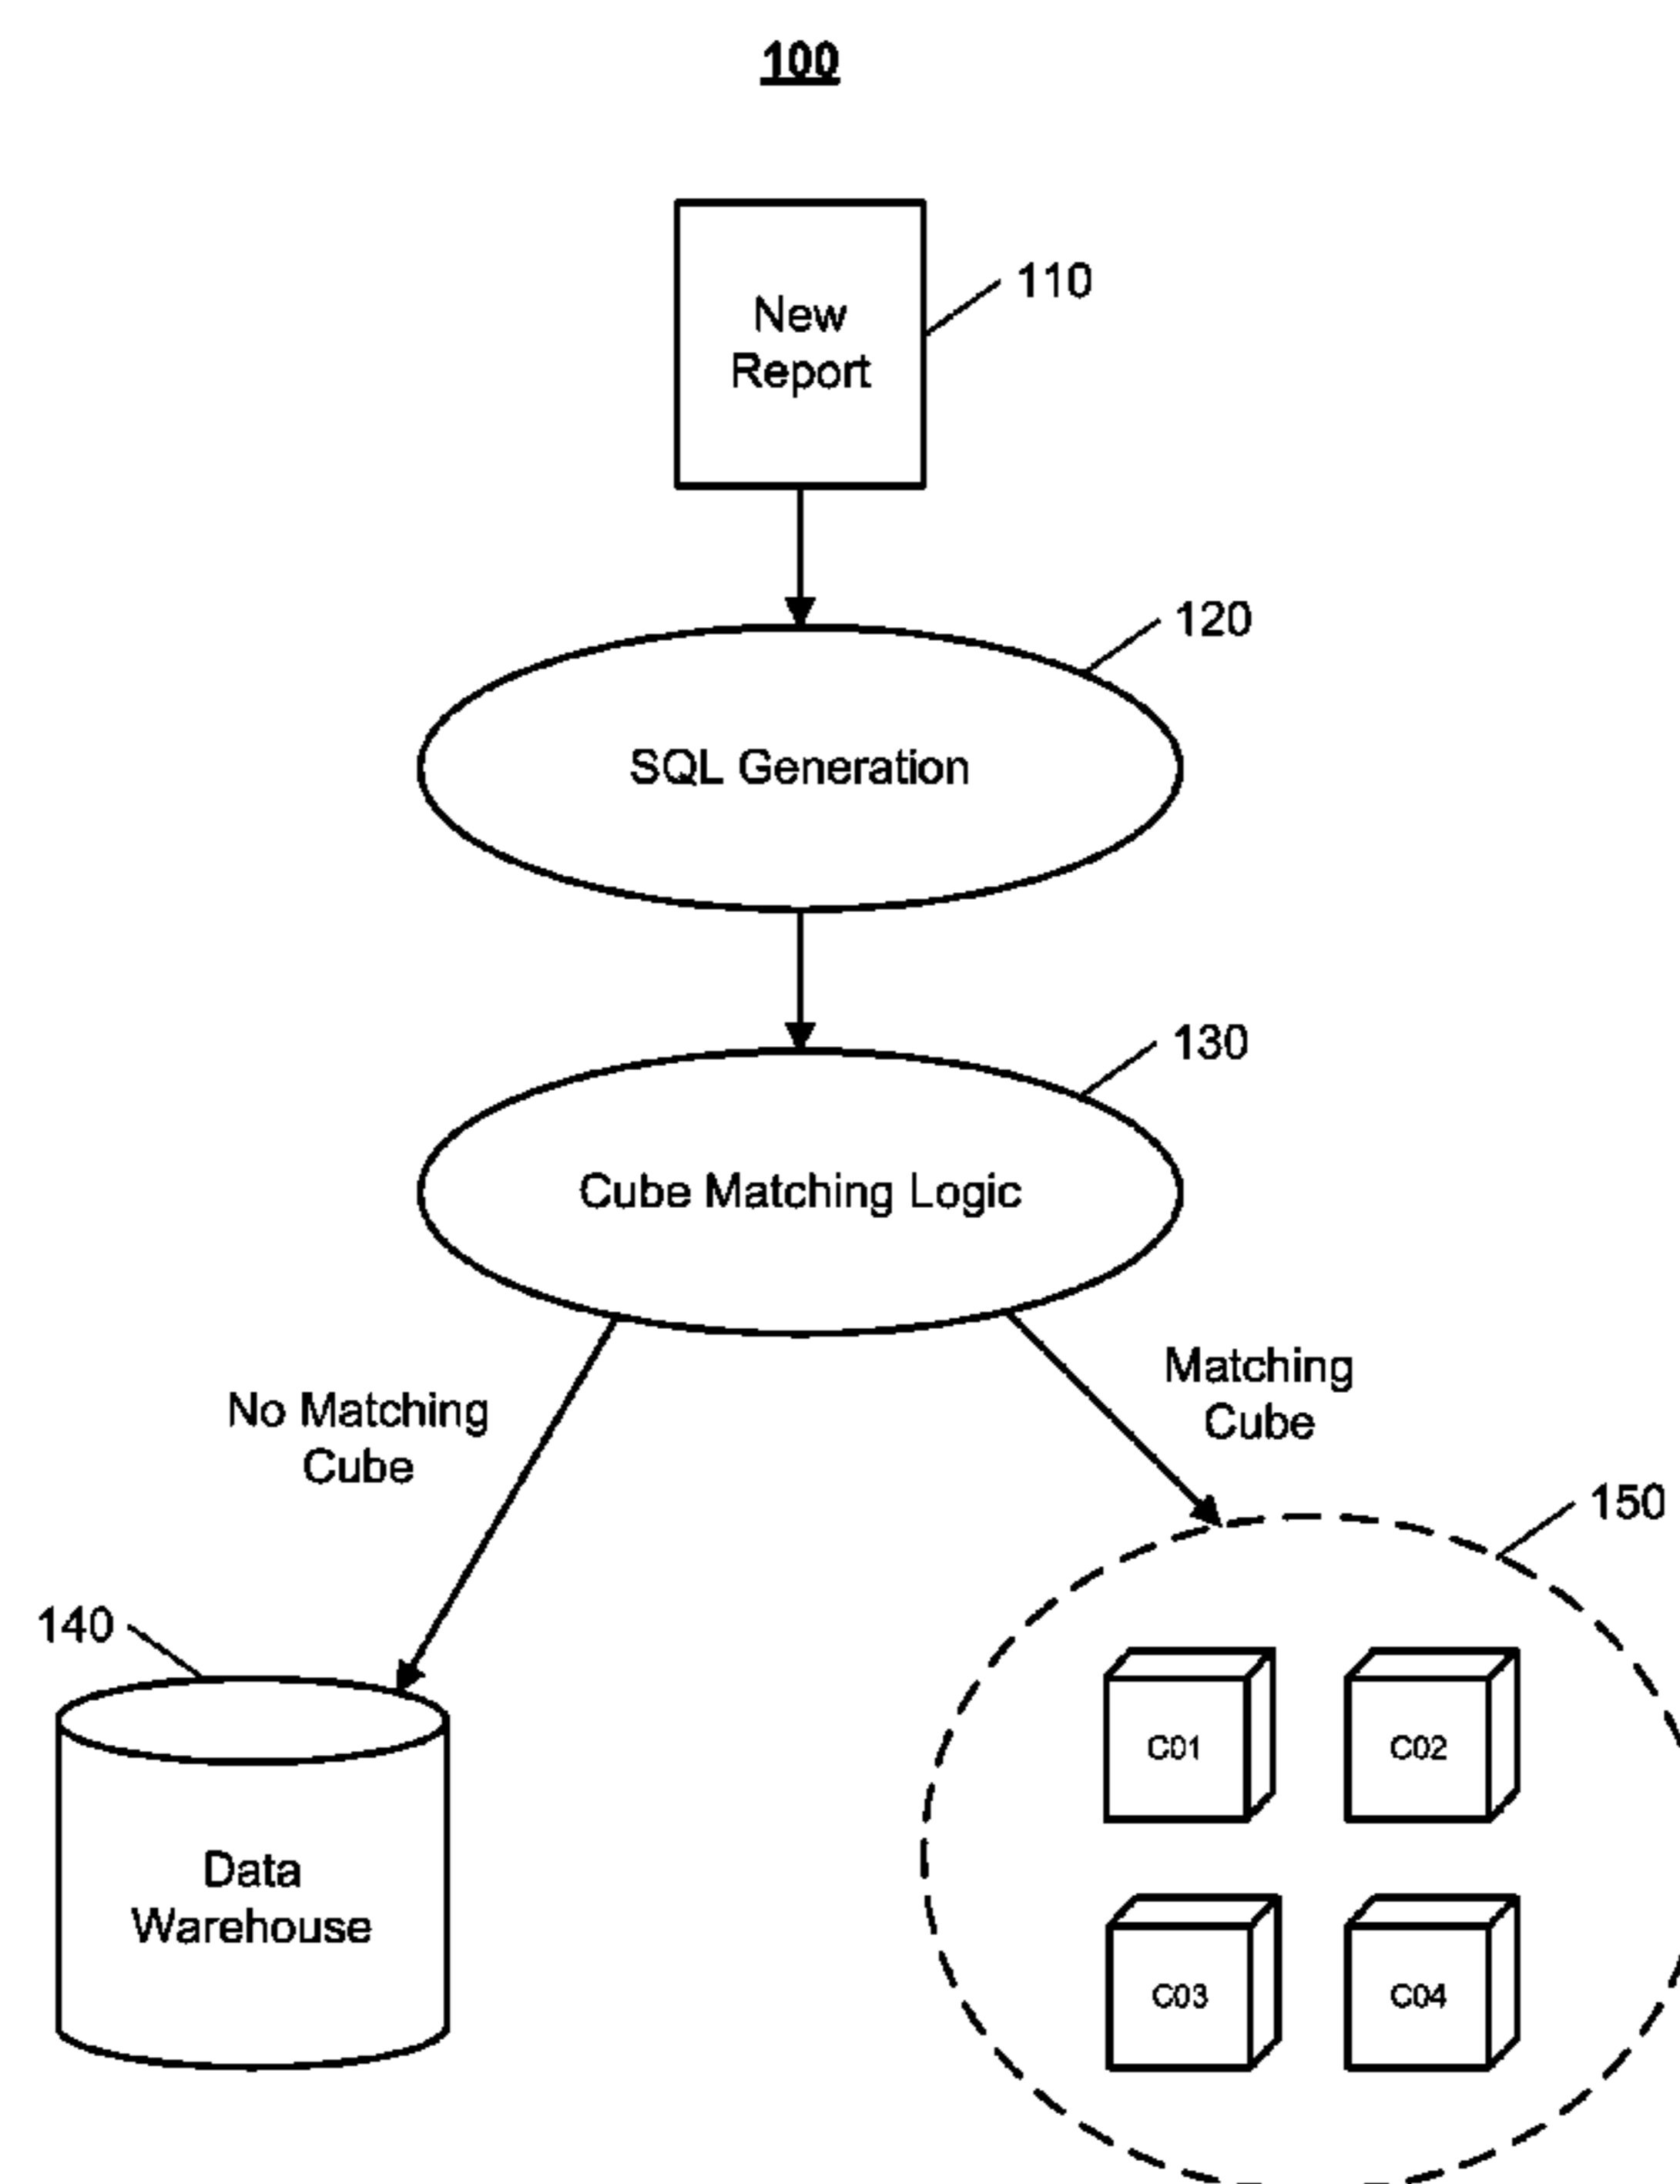 100
New
Report
110
120
SQL Generation
130
Cube Matching Logic
No Matching
Cube
Matching
Cube
150
140
C01
C02
Data
Warehouse
C03
C04